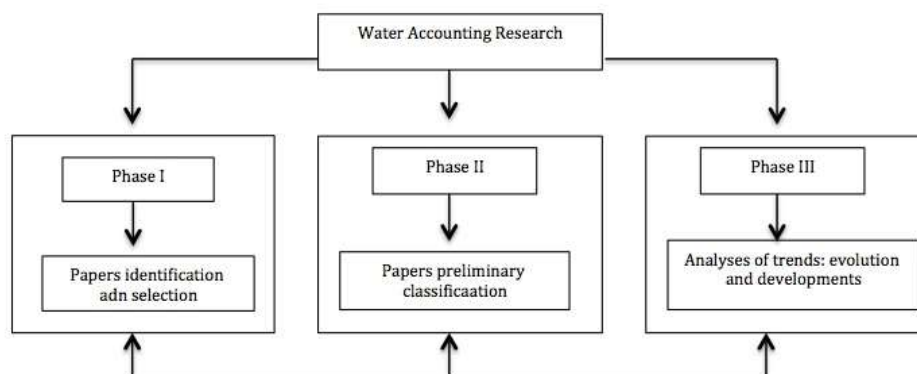 Water Accounting Research
Phase I
Phase II
Phase III
Papers identification
adn selection
Papers preliminary
classificaation
Analyses of trends: evolution
and developments